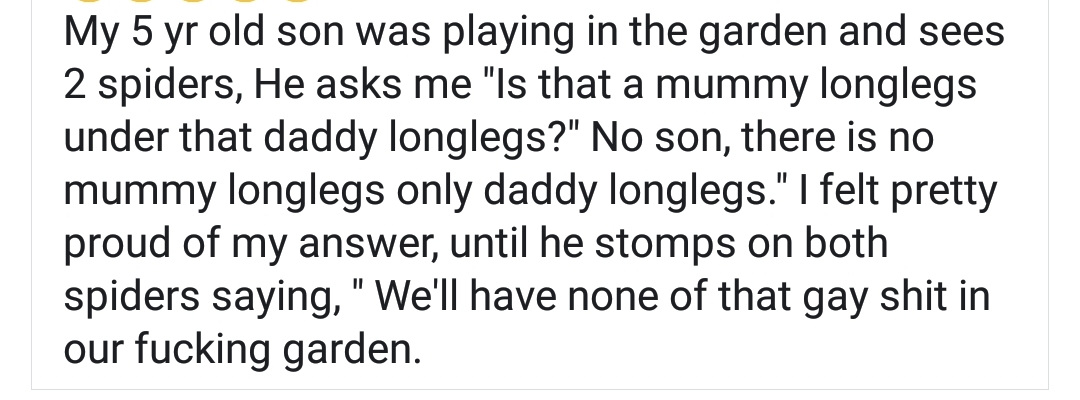 My 5 yr old son was playing in the garden and sees
2 spiders, He asks me "Is that a mummy longlegs
under that daddy longlegs?" No son, there is no
mummy longlegs only daddy longlegs." I felt pretty
proud of my answer, until he stomps on both
spiders saying, " We'll have none of that gay shit in
our fucking garden.